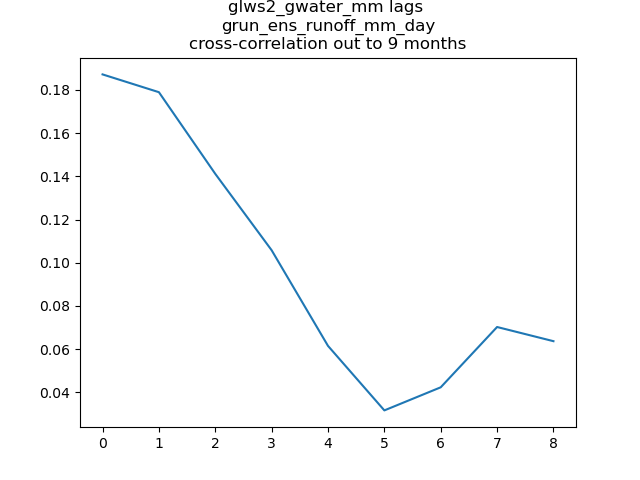 glws2_gwater_mm lags
grun_ens_runoff_mm_day
cross-correlation out to 9 months
0.18
0.16
0.14
0.12
0.10
0.08
0.06
0.04
0 1 2 3 4 5 6 7 8